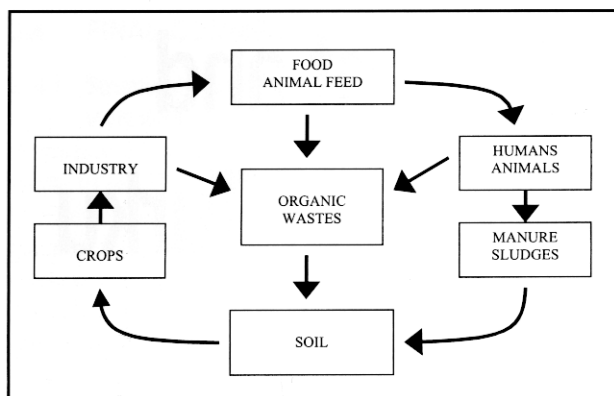 FOOD
ANIMAL FEED
INDUSTRY
HUMANS
ANIMALS
ORGANIC
WASTES
CROPS
MANURE
SLUDGES
SOIL